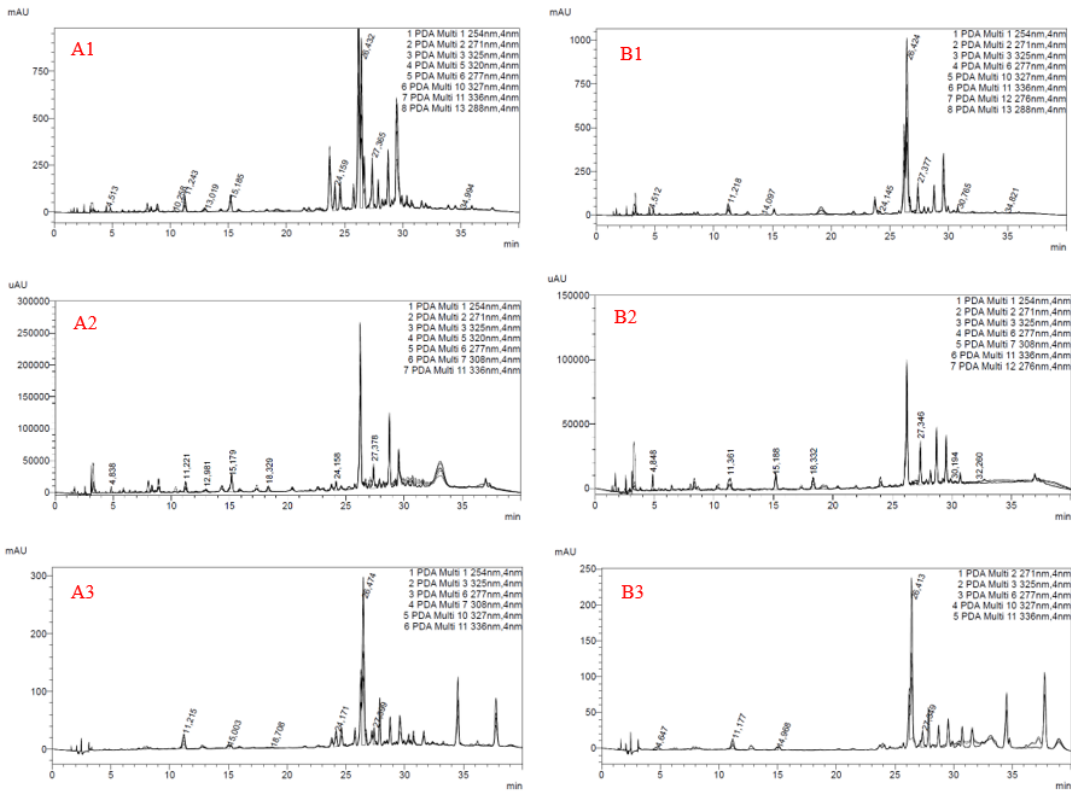 mAU
A1
1 PDA Multi 1 254nm,4nm
2 PDA Multi 2 271nm,4nm
3 PDA Multi 3 325nm,4nm
4 PDA Multi 5 320nm,4nm
5 PDA Multi 6 277nm,4nm
6 PDA Multi 10 327nm,4nm
7 PDA Multi 11 336nm,4nm
8 PDA Multi 13 288nm,4nm
750
500
250
0
4,513
10,258
11,243
13,019
15,185
24,159
26,432
27,365
34,994
0 5 10 15 20 25 30 35
min
mAU
B1
1 PDA Multi 1 254nm,4nm
2 PDA Multi 2 271nm,4nm
3 PDA Multi 3 325nm,4nm
4 PDA Multi 6 277nm,4nm
5 PDA Multi 10 327nm,4nm
6 PDA Multi 11 336nm,4nm
7 PDA Multi 12 276nm,4nm
8 PDA Multi 13 288nm,4nm
1000
750
500
250
0
4,512
11,218
14,097
24,145
26,424
27,377
30,765
34,821
0 5 10 15 20 25 30 35
min
uAU
A2
1 PDA Multi 1 254nm,4nm
2 PDA Multi 2 271nm,4nm
3 PDA Multi 3 325nm,4nm
4 PDA Multi 5 320nm,4nm
5 PDA Multi 6 277nm,4nm
6 PDA Multi 7 308nm,4nm
7 PDA Multi 11 336nm,4nm
300000
250000
200000
150000
100000
50000
0
4,838
11,221
12,981
15,179
18,329
24,158
27,378
0 5 10 15 20 25 30 35
min
uAU
B2
1 PDA Multi 1 254nm,4nm
2 PDA Multi 2 271nm,4nm
3 PDA Multi 3 325nm,4nm
4 PDA Multi 6 277nm,4nm
5 PDA Multi 7 308nm,4nm
6 PDA Multi 11 336nm,4nm
7 PDA Multi 12 276nm,4nm
150000
100000
50000
0
4,848
11,361
15,188
18,332
27,346
30,194
32,260
0 5 10 15 20 25 30 35
min
mAU
A3
1 PDA Multi 1 254nm,4nm
2 PDA Multi 3 325nm,4nm
3 PDA Multi 6 277nm,4nm
4 PDA Multi 7 308nm,4nm
5 PDA Multi 10 327nm,4nm
6 PDA Multi 11 336nm,4nm
300
200
100
0
11,215
15,003
18,708
24,171
26,474
0 5 10 15 20 25 30 35
min
mAU
B3
1 PDA Multi 2 271nm,4nm
2 PDA Multi 3 325nm,4nm
3 PDA Multi 6 277nm,4nm
4 PDA Multi 10 327nm,4nm
5 PDA Multi 11 336nm,4nm
250
200
150
100
50
0
4,647
11,177
14,968
26,413
27,349
0 5 10 15 20 25 30 35
min